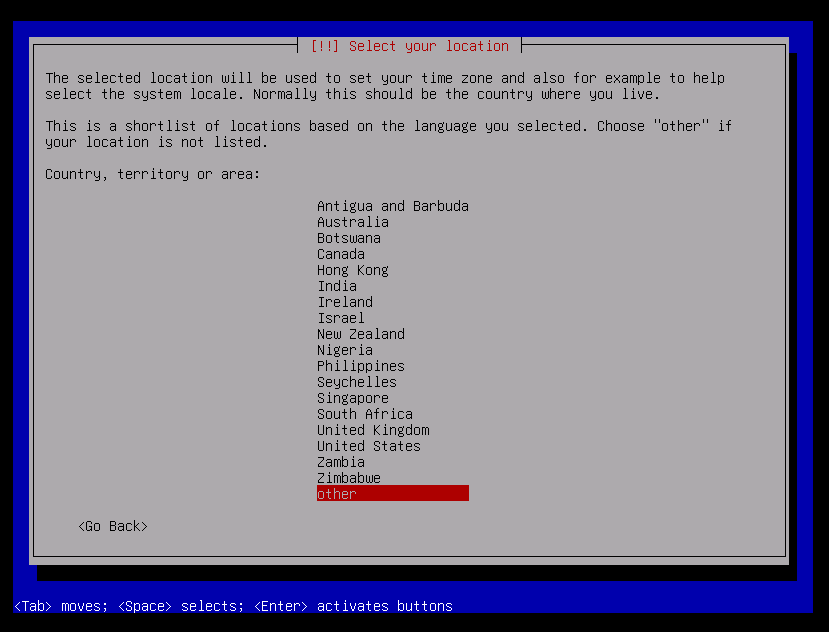 [!!] Select your location
The selected location will be used to set your time zone and also for example to help
select the system locale. Normally this should be the country where you live.
This is a shortlist of locations based on the language you selected. Choose "other" if
your location is not listed.
Country, territory or area:
Antigua and Barbuda
Australia
Botswana
Canada
Hong Kong
India
Ireland
Israel
New Zealand
Nigeria
Philippines
Seychelles
Singapore
South Africa
United Kingdom
United States
Zambia
Zimbabwe
other
<Go Back>
<Tab> moves; <Space> selects; <Enter> activates buttons